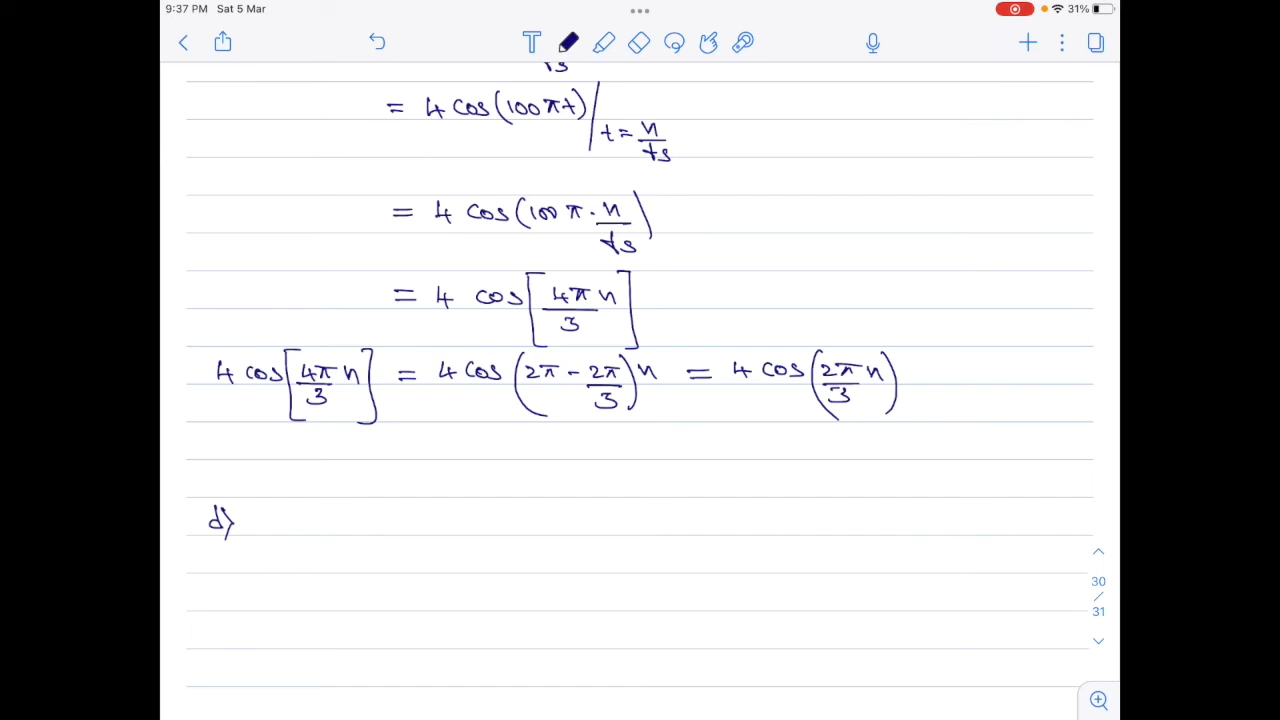 9:37 PM Sat 5 Mar
31%
fs
= 4 cos(100πt) | t = n/fs
= 4 cos(100π · n/fs)
= 4 cos[4πn/3]
4 cos[4π/3 n] = 4 cos(2π - 2π/3)n = 4 cos(2π/3 n)
d)
30
/
31